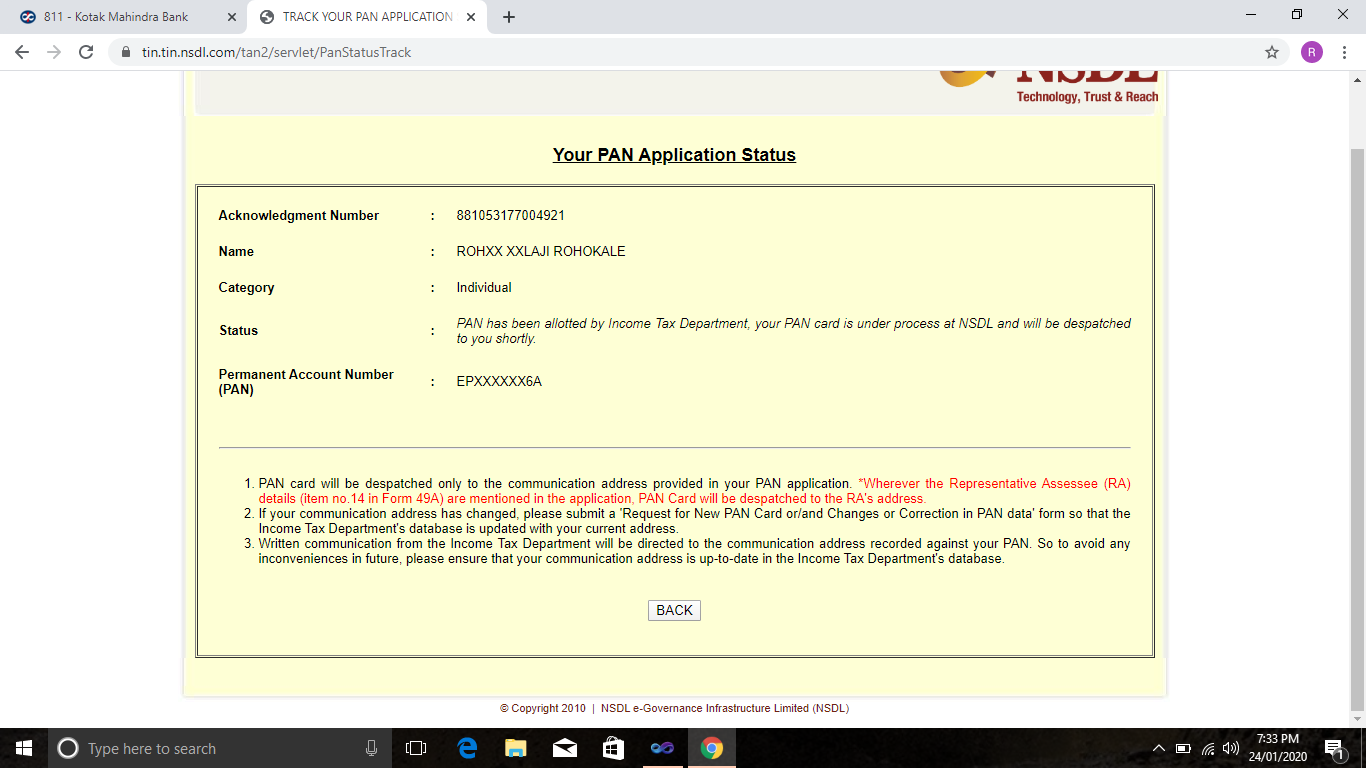 811 - Kotak Mahindra Bank
TRACK YOUR PAN APPLICATION
tin.tin.nsdl.com/tan2/servlet/PanStatusTrack
R
NSDL
Technology, Trust & Reach
Your PAN Application Status
Acknowledgment Number : 881053177004921
Name : ROHXX XXLAJI ROHOKALE
Category : Individual
Status : PAN has been allotted by Income Tax Department, your PAN card is under process at NSDL and will be despatched
to you shortly.
Permanent Account Number
(PAN) : EPXXXXXX6A
1. PAN card will be despatched only to the communication address provided in your PAN application. *Wherever the Representative Assessee (RA)
details (item no.14 in Form 49A) are mentioned in the application, PAN Card will be despatched to the RA's address.
2. If your communication address has changed, please submit a 'Request for New PAN Card or/and Changes or Correction in PAN data' form so that the
Income Tax Department's database is updated with your current address.
3. Written communication from the Income Tax Department will be directed to the communication address recorded against your PAN. So to avoid any
inconveniences in future, please ensure that your communication address is up-to-date in the Income Tax Department's database.
BACK
© Copyright 2010 | NSDL e-Governance Infrastructure Limited (NSDL)
Type here to search
7:33 PM
24/01/2020
1